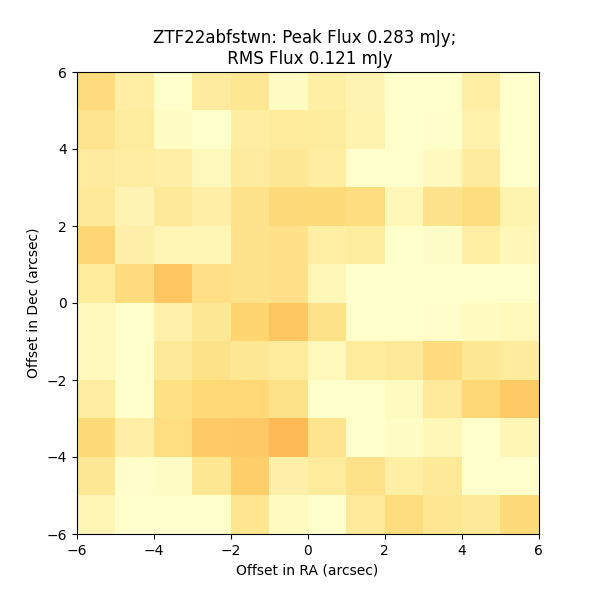 ZTF22abfstwn: Peak Flux 0.283 mJy;
RMS Flux 0.121 mJy
6
4
2
0
−2
−4
−6
Offset in Dec (arcsec)
−6 −4 −2 0 2 4 6
Offset in RA (arcsec)